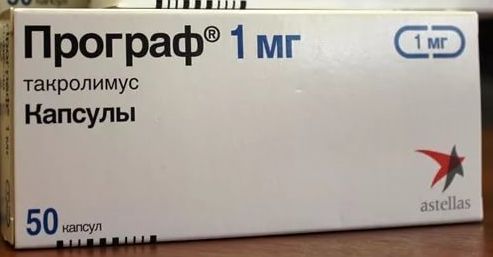 Програф® 1 мг
1 мг
такролимус
Капсулы
astellas
50 капсул